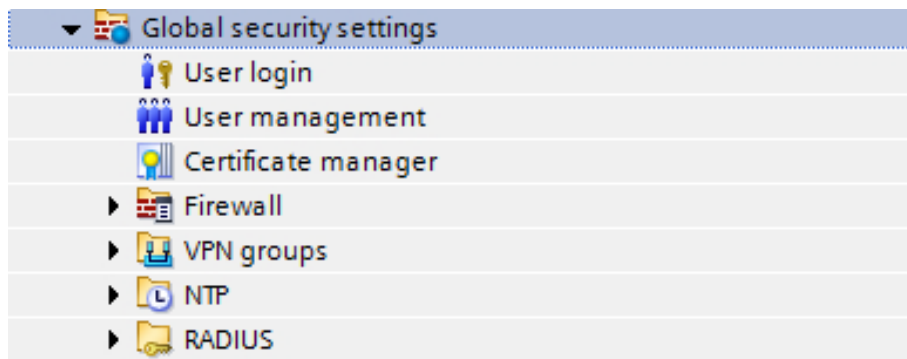 Global security settings
User login
User management
Certificate manager
Firewall
VPN groups
NTP
RADIUS